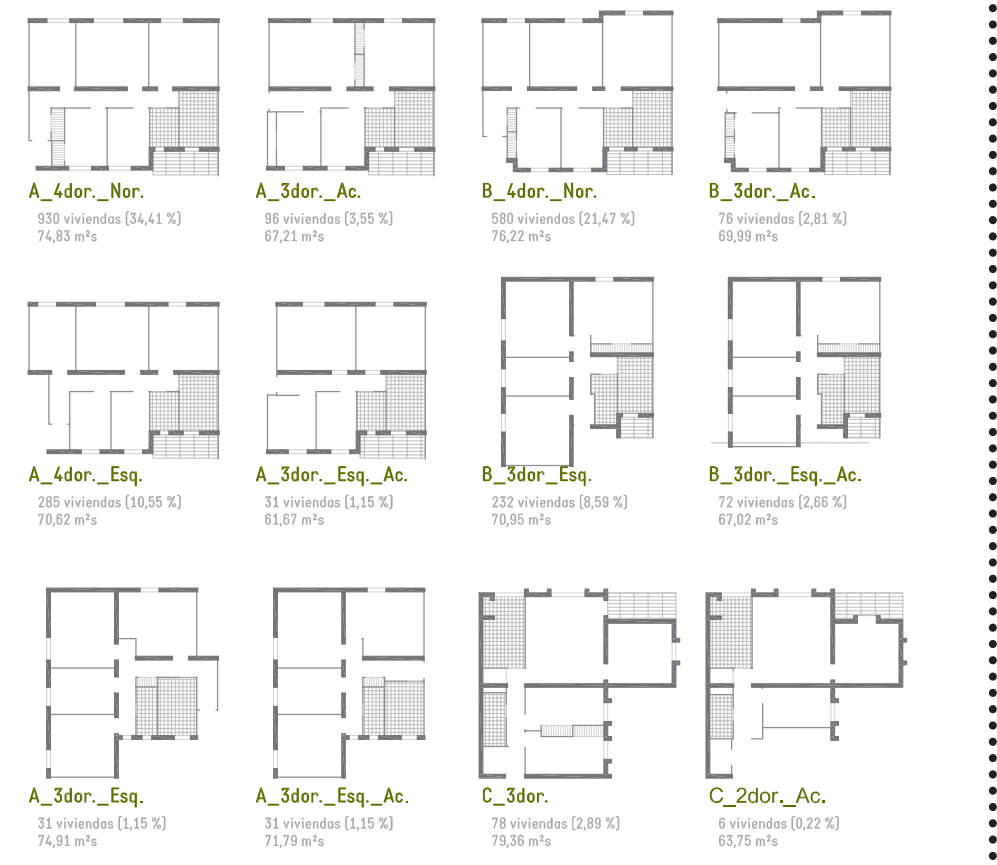 A_4dor._Nor.
930 viviendas (34,41 %)
74,83 m²s
A_3dor._Ac.
96 viviendas (3,55 %)
67,21 m²s
B_4dor._Nor.
580 viviendas (21,47 %)
76,22 m²s
B_3dor._Ac.
76 viviendas (2,81 %)
69,99 m²s
A_4dor._Esq.
285 viviendas (10,55 %)
70,62 m²s
A_3dor._Esq._Ac.
31 viviendas (1,15 %)
61,67 m²s
B_3dor_Esq.
232 viviendas (8,59 %)
70,95 m²s
B_3dor._Esq._Ac.
72 viviendas (2,66 %)
67,02 m²s
A_3dor._Esq.
31 viviendas (1,15 %)
74,91 m²s
A_3dor._Esq._Ac.
31 viviendas (1,15 %)
71,79 m²s
C_3dor.
78 viviendas (2,89 %)
79,36 m²s
C_2dor._Ac.
6 viviendas (0,22 %)
63,75 m²s